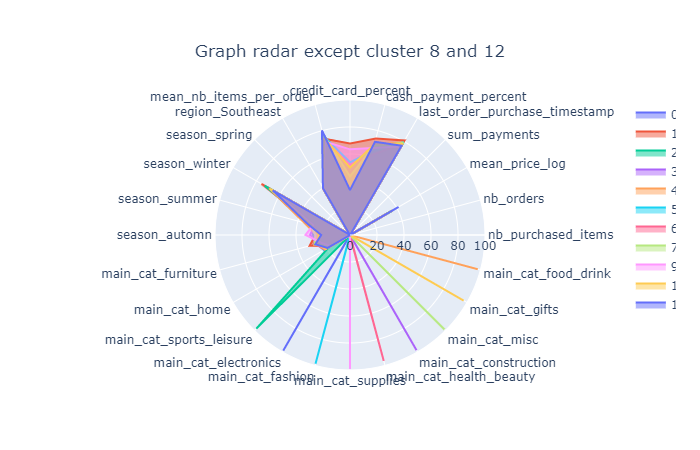 Graph radar except cluster 8 and 12
credit_card_percent
mean_nb_items_per_order
cash_payment_percent
region_Southeast
last_order_purchase_timestamp
season_spring
sum_payments
season_winter
mean_price_log
season_summer
nb_orders
season_automn
nb_purchased_items
0 20 40 60 80 100
main_cat_furniture
main_cat_food_drink
main_cat_home
main_cat_gifts
main_cat_sports_leisure
main_cat_misc
main_cat_electronics
main_cat_construction
main_cat_fashion
main_cat_health_beauty
main_cat_supplies
0
1
2
3
4
5
6
7
9
1
1